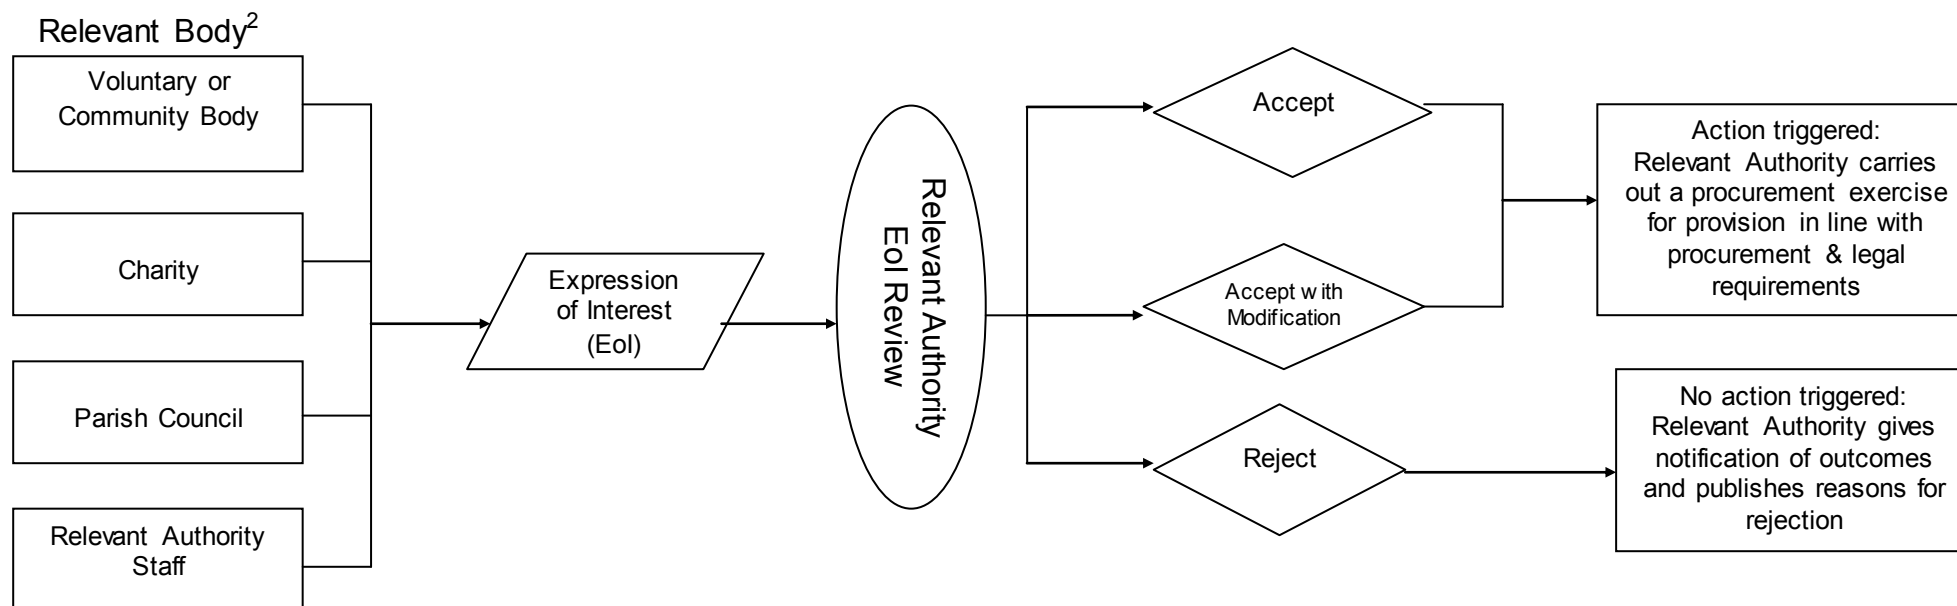 Relevant Body²
Voluntary or
Community Body
Charity
Parish Council
Relevant Authority
Staff
Expression
of Interest
(EoI)
Relevant Authority
EoI Review
Accept
Accept with
Modification
Reject
Action triggered:
Relevant Authority carries
out a procurement exercise
for provision in line with
procurement & legal
requirements
No action triggered:
Relevant Authority gives
notification of outcomes
and publishes reasons for
rejection